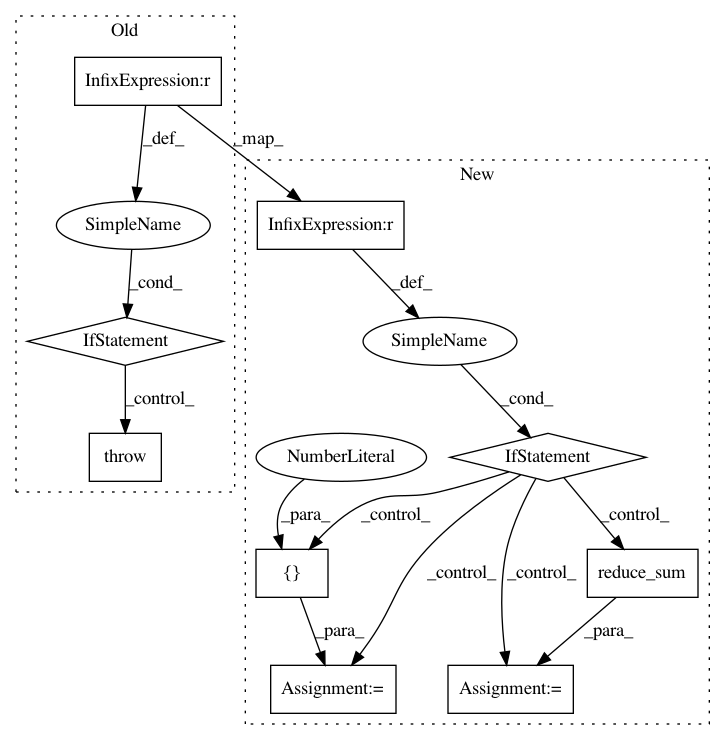 Old
InfixExpression:r
_def_
_map_
New
SimpleName
InfixExpression:r
_cond_
_def_
IfStatement
SimpleName
_control_
_cond_
throw
NumberLiteral
IfStatement
_para_
_control_
_control_
{}
_control_
_control_
reduce_sum
_para_
_para_
Assignment:=
Assignment:=